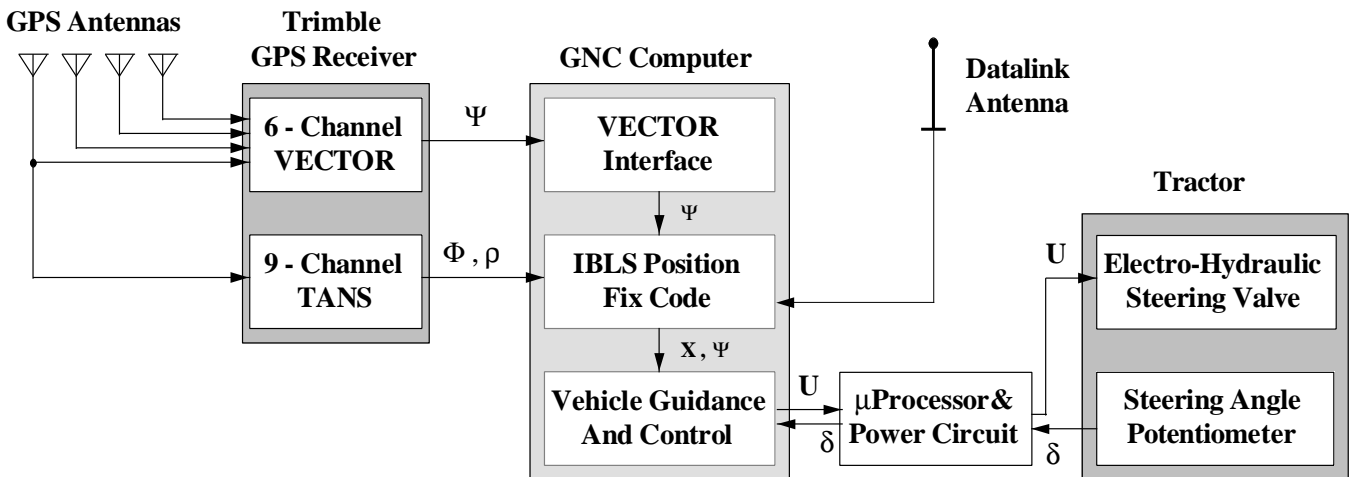 GPS Antennas
Trimble
GPS Receiver
GNC Computer
Datalink
Antenna
6 - Channel
VECTOR
Ψ
VECTOR
Interface
Ψ
Tractor
9 - Channel
TANS
Φ , ρ
IBLS Position
Fix Code
U
Electro-Hydraulic
Steering Valve
X , Ψ
Vehicle Guidance
And Control
U
δ
μProcessor&
Power Circuit
δ
Steering Angle
Potentiometer